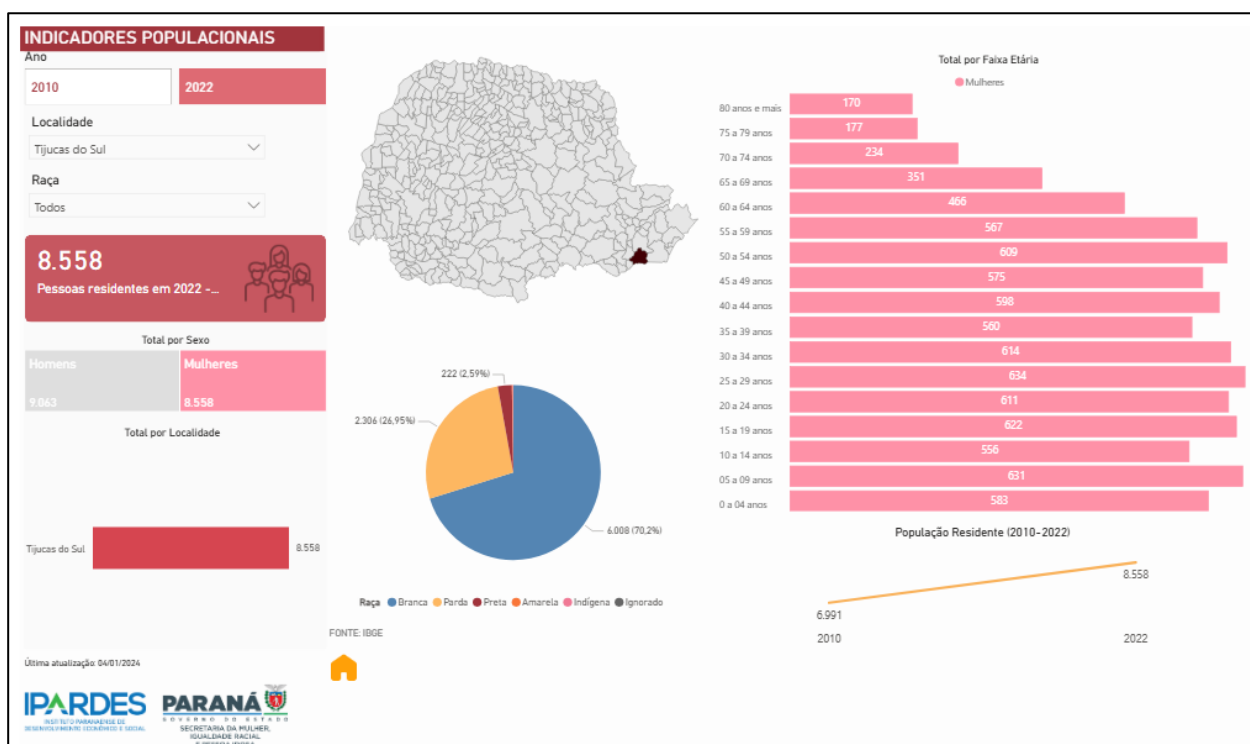 INDICADORES POPULACIONAIS
Ano
2010
2022
Localidade
Tijucas do Sul
Raça
Todos
8.558
Pessoas residentes em 2022 -...
Total por Sexo
Homens
9.063
Mulheres
8.558
Total por Localidade
Tijucas do Sul
8.558
Última atualização: 04/01/2024
IPARDES
INSTITUTO PARANAENSE DE
DESENVOLVIMENTO ECONÔMICO E SOCIAL
PARANÁ
GOVERNO DO ESTADO
SECRETARIA DA MULHER,
IGUALDADE RACIAL
222 (2,59%)
2.306 (26,95%)
6.008 (70,2%)
Raça Branca Parda Preta Amarela Indígena Ignorado
FONTE: IBGE
Total por Faixa Etária
Mulheres
80 anos e mais 170
75 a 79 anos 177
70 a 74 anos 234
65 a 69 anos 351
60 a 64 anos 466
55 a 59 anos 567
50 a 54 anos 609
45 a 49 anos 575
40 a 44 anos 598
35 a 39 anos 560
30 a 34 anos 614
25 a 29 anos 634
20 a 24 anos 611
15 a 19 anos 622
10 a 14 anos 556
05 a 09 anos 631
0 a 04 anos 583
População Residente (2010-2022)
6.991
8.558
2010
2022